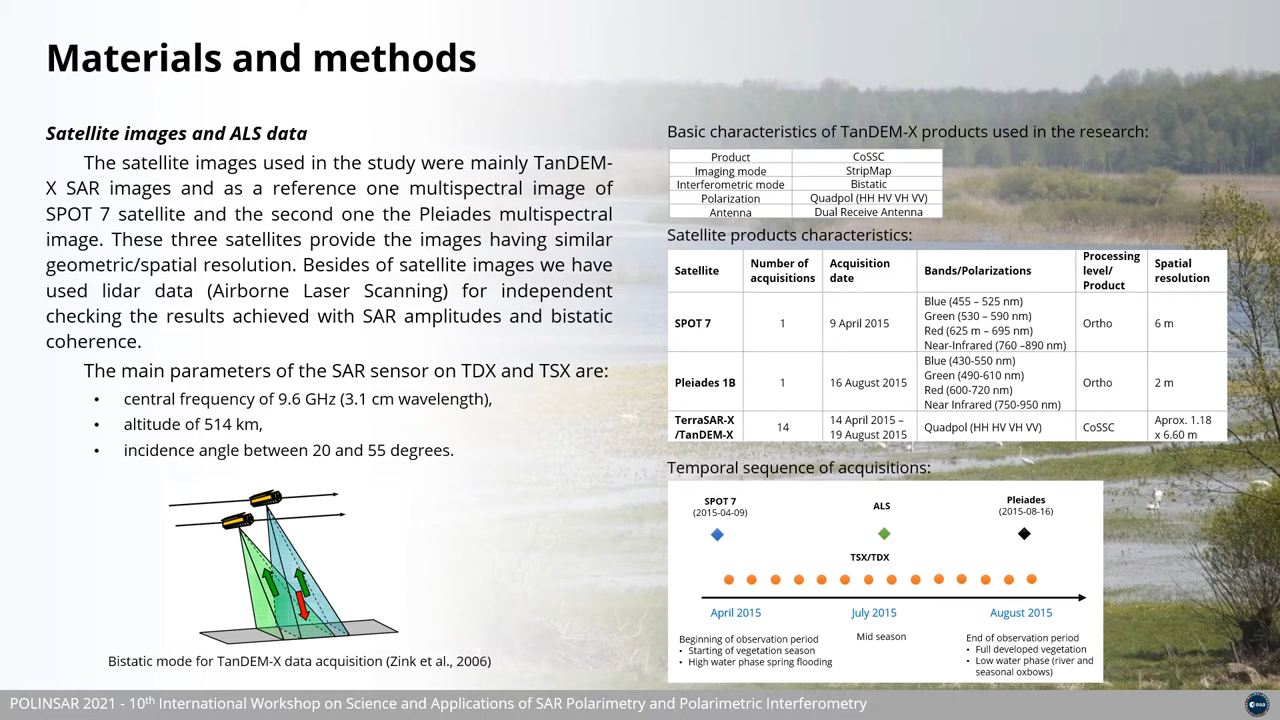 Materials and methods
Satellite images and ALS data
The satellite images used in the study were mainly TanDEM-
X SAR images and as a reference one multispectral image of
SPOT 7 satellite and the second one the Pleiades multispectral
image. These three satellites provide the images having similar
geometric/spatial resolution. Besides of satellite images we have
used lidar data (Airborne Laser Scanning) for independent
checking the results achieved with SAR amplitudes and bistatic
coherence.
The main parameters of the SAR sensor on TDX and TSX are:
• central frequency of 9.6 GHz (3.1 cm wavelength),
• altitude of 514 km,
• incidence angle between 20 and 55 degrees.
Bistatic mode for TanDEM-X data acquisition (Zink et al., 2006)
Basic characteristics of TanDEM-X products used in the research:
Product CoSSC
Imaging mode StripMap
Interferometric mode Bistatic
Polarization Quadpol (HH HV VH VV)
Antenna Dual Receive Antenna
Satellite products characteristics:
Satellite
Number of
acquisitions
Acquisition
date
Bands/Polarizations
Processing
level/
Product
Spatial
resolution
SPOT 7
1
9 April 2015
Blue (455 – 525 nm)
Green (530 – 590 nm)
Red (625 m – 695 nm)
Near-Infrared (760 –890 nm)
Ortho
6 m
Pleiades 1B
1
16 August 2015
Blue (430-550 nm)
Green (490-610 nm)
Red (600-720 nm)
Near Infrared (750-950 nm)
Ortho
2 m
TerraSAR-X
/TanDEM-X
14
14 April 2015 –
19 August 2015
Quadpol (HH HV VH VV)
CoSSC
Aprox. 1.18
x 6.60 m
Temporal sequence of acquisitions:
SPOT 7
(2015-04-09)
ALS
Pleiades
(2015-08-16)
TSX/TDX
April 2015
July 2015
August 2015
Beginning of observation period
• Starting of vegetation season
• High water phase spring flooding
Mid season
End of observation period
• Full developed vegetation
• Low water phase (river and
seasonal oxbows)
POLINSAR 2021 - 10th International Workshop on Science and Applications of SAR Polarimetry and Polarimetric Interferometry
esa